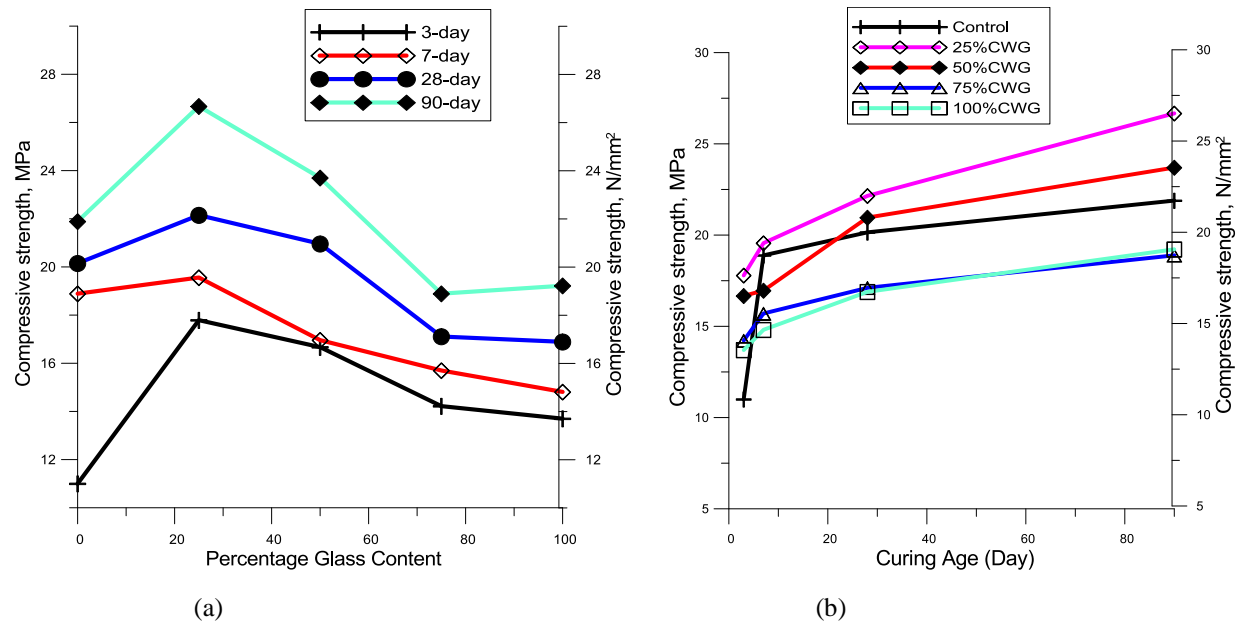 3-day
7-day
28-day
90-day
28
24
20
16
12
Compressive strength, MPa
28
24
20
16
12
Compressive strength, N/mm²
0 20 40 60 80 100
Percentage Glass Content
(a)
Control
25%CWG
50%CWG
75%CWG
100%CWG
30
25
20
15
10
5
Compressive strength, MPa
30
25
20
15
10
5
Compressive strength, N/mm²
0 20 40 60 80
Curing Age (Day)
(b)